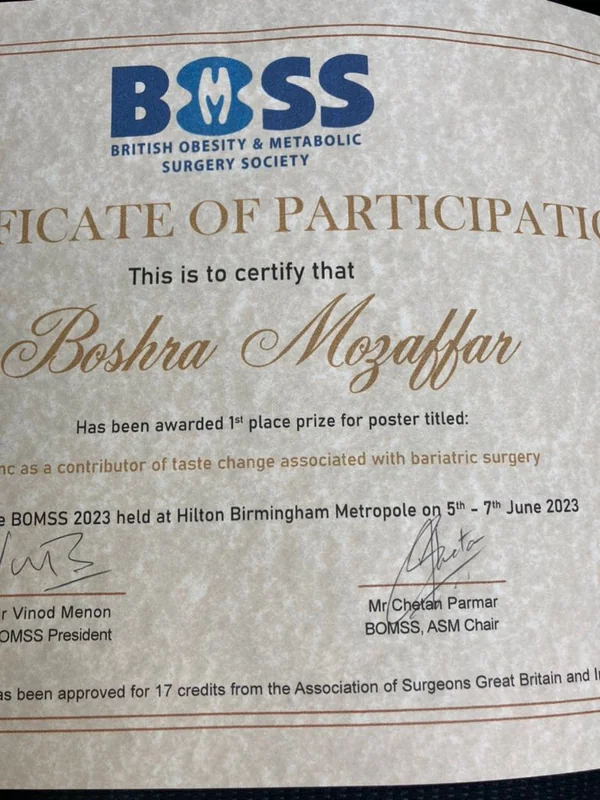 BOMSS
BRITISH OBESITY & METABOLIC
SURGERY SOCIETY
FICATE OF PARTICIPATIO
This is to certify that
Boshra Mozaffar
Has been awarded 1st place prize for poster titled:
nc as a contributor of taste change associated with bariatric surgery
e BOMSS 2023 held at Hilton Birmingham Metropole on 5th - 7th June 2023
r Vinod Menon
OMSS President
Mr Chetan Parmar
BOMSS, ASM Chair
as been approved for 17 credits from the Association of Surgeons Great Britain and I